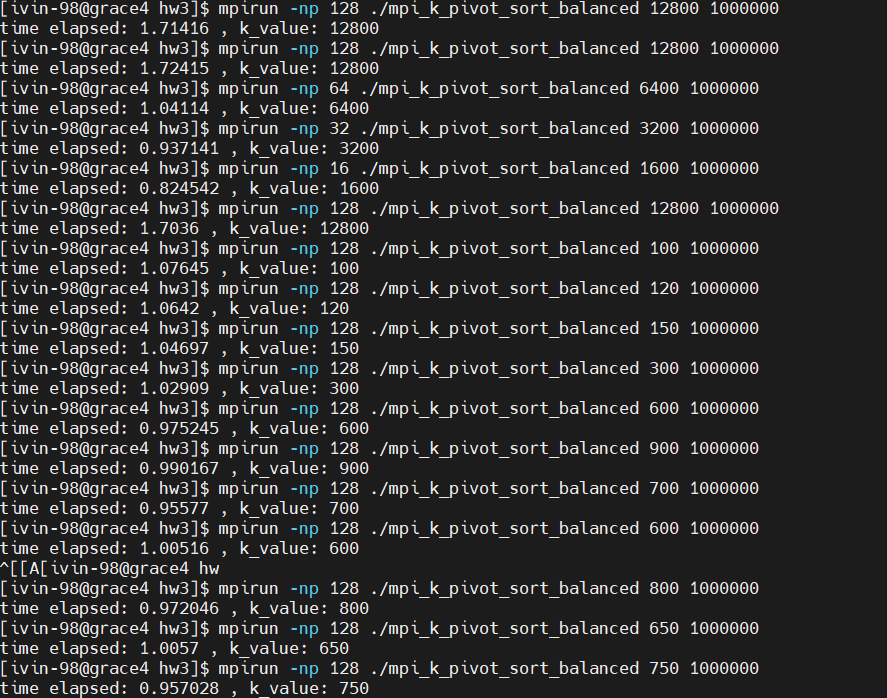 [ivin-98@grace4 hw3]$ mpirun -np 128 ./mpi_k_pivot_sort_balanced 12800 1000000
time elapsed: 1.71416 , k_value: 12800
[ivin-98@grace4 hw3]$ mpirun -np 128 ./mpi_k_pivot_sort_balanced 12800 1000000
time elapsed: 1.72415 , k_value: 12800
[ivin-98@grace4 hw3]$ mpirun -np 64 ./mpi_k_pivot_sort_balanced 6400 1000000
time elapsed: 1.04114 , k_value: 6400
[ivin-98@grace4 hw3]$ mpirun -np 32 ./mpi_k_pivot_sort_balanced 3200 1000000
time elapsed: 0.937141 , k_value: 3200
[ivin-98@grace4 hw3]$ mpirun -np 16 ./mpi_k_pivot_sort_balanced 1600 1000000
time elapsed: 0.824542 , k_value: 1600
[ivin-98@grace4 hw3]$ mpirun -np 128 ./mpi_k_pivot_sort_balanced 12800 1000000
time elapsed: 1.7036 , k_value: 12800
[ivin-98@grace4 hw3]$ mpirun -np 128 ./mpi_k_pivot_sort_balanced 100 1000000
time elapsed: 1.07645 , k_value: 100
[ivin-98@grace4 hw3]$ mpirun -np 128 ./mpi_k_pivot_sort_balanced 120 1000000
time elapsed: 1.0642 , k_value: 120
[ivin-98@grace4 hw3]$ mpirun -np 128 ./mpi_k_pivot_sort_balanced 150 1000000
time elapsed: 1.04697 , k_value: 150
[ivin-98@grace4 hw3]$ mpirun -np 128 ./mpi_k_pivot_sort_balanced 300 1000000
time elapsed: 1.02909 , k_value: 300
[ivin-98@grace4 hw3]$ mpirun -np 128 ./mpi_k_pivot_sort_balanced 600 1000000
time elapsed: 0.975245 , k_value: 600
[ivin-98@grace4 hw3]$ mpirun -np 128 ./mpi_k_pivot_sort_balanced 900 1000000
time elapsed: 0.990167 , k_value: 900
[ivin-98@grace4 hw3]$ mpirun -np 128 ./mpi_k_pivot_sort_balanced 700 1000000
time elapsed: 0.95577 , k_value: 700
[ivin-98@grace4 hw3]$ mpirun -np 128 ./mpi_k_pivot_sort_balanced 600 1000000
time elapsed: 1.00516 , k_value: 600
^[[A[ivin-98@grace4 hw
[ivin-98@grace4 hw3]$ mpirun -np 128 ./mpi_k_pivot_sort_balanced 800 1000000
time elapsed: 0.972046 , k_value: 800
[ivin-98@grace4 hw3]$ mpirun -np 128 ./mpi_k_pivot_sort_balanced 650 1000000
time elapsed: 1.0057 , k_value: 650
[ivin-98@grace4 hw3]$ mpirun -np 128 ./mpi_k_pivot_sort_balanced 750 1000000
time elapsed: 0.957028 , k_value: 750